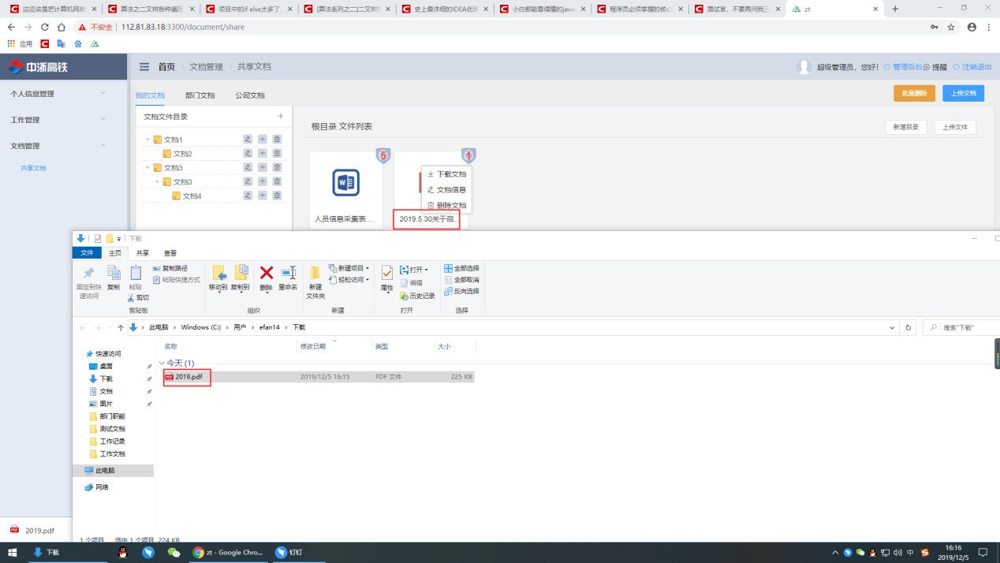 这应该是把计算机网络
算法之二叉树各种遍历
项目中的if else太多了
[算法系列之二]二叉树
史上最详细的IDEA优
小白都能看得懂的java
程序员必须掌握的核心
面试官，不要再问我三
zt
不安全 | 112.81.83.18:3300/document/share
应用
中浙高铁
首页 文档管理 共享文档
超级管理员，您好！ 管理后台 提醒 注销退出
个人信息管理
工作管理
文档管理
共享文档
我的文档 部门文档 公司文档
批量删除 上传文档
文档文件目录
文档1
文档2
文档3
文档3
文档4
根目录 文件列表
新增目录 上传文件
5
1
下载文档
文档信息
删除文档
人员信息采集表....
2019.5.30关于启...
下载
文件 主页 共享 查看
固定到快速访问
复制
粘贴
复制路径
粘贴快捷方式
剪切
剪贴板
移动到 复制到 删除 重命名
组织
新建文件夹
新建项目
轻松访问
新建
属性
打开
编辑
历史记录
打开
全部选择
全部取消
反向选择
选择
此电脑 Windows (C:) 用户 efan14 下载
搜索"下载"
快速访问
桌面
下载
文档
图片
部门职能
测试文档
工作记录
工作文档
此电脑
网络
名称 修改日期 类型 大小
今天 (1)
2019.pdf 2019/12/5 16:15 PDF 文件 225 KB
1 个项目 选中 1 个项目 224 KB
2019.pdf
下载
zt - Google Chro...
钉钉
中
16:16
2019/12/5